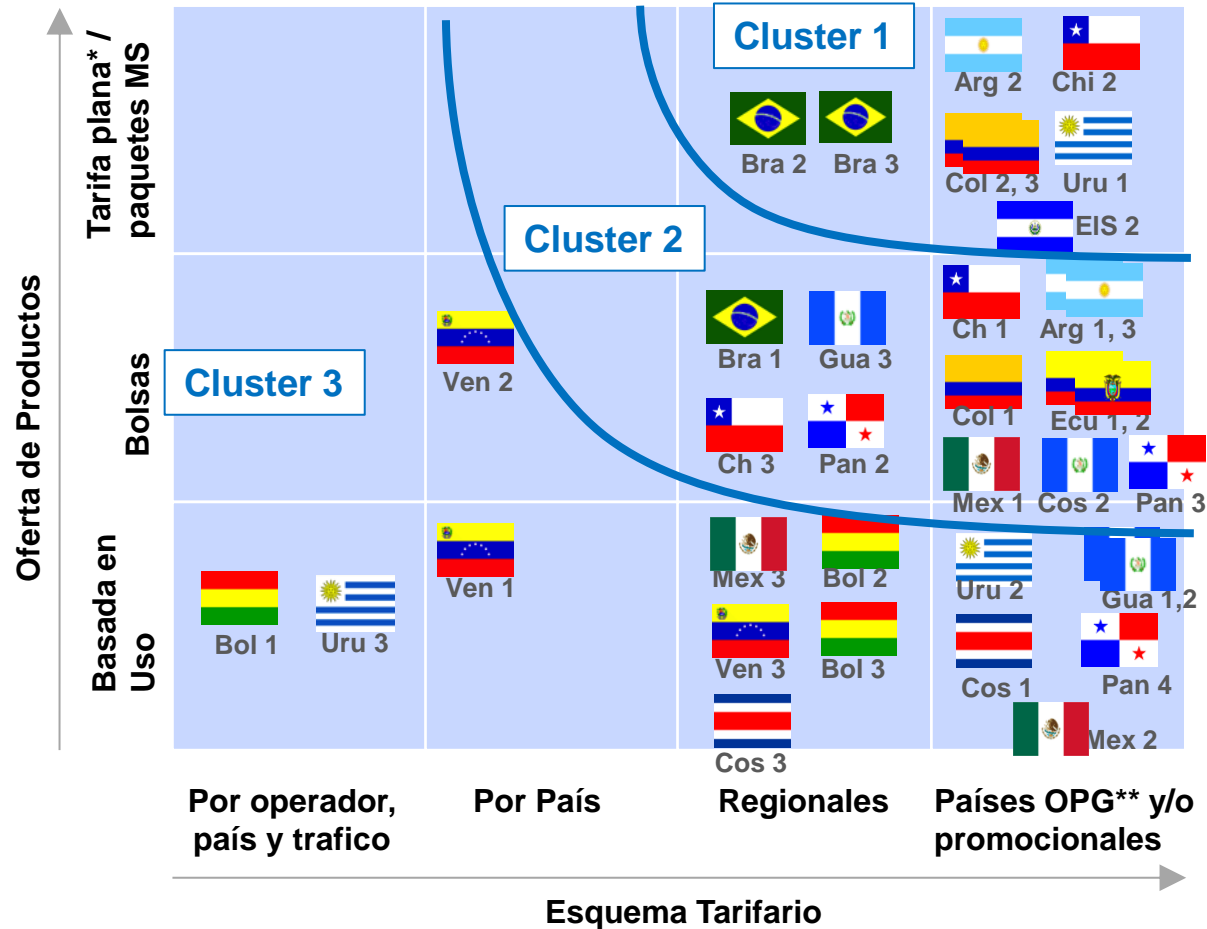 Oferta de Productos
Tarifa plana* /
paquetes MS
Cluster 1
Arg 2
Chi 2
Bra 2
Bra 3
Col 2, 3
Uru 1
EIS 2
Cluster 2
Bolsas
Cluster 3
Ven 2
Bra 1
Gua 3
Ch 1
Arg 1, 3
Ch 3
Pan 2
Col 1
Ecu 1, 2
Mex 1
Cos 2
Pan 3
Basada en
Uso
Bol 1
Uru 3
Ven 1
Mex 3
Bol 2
Uru 2
Gua 1,2
Ven 3
Bol 3
Cos 1
Pan 4
Cos 3
Mex 2
Por operador,
país y trafico
Por País
Regionales
Países OPG** y/o
promocionales
Esquema Tarifario